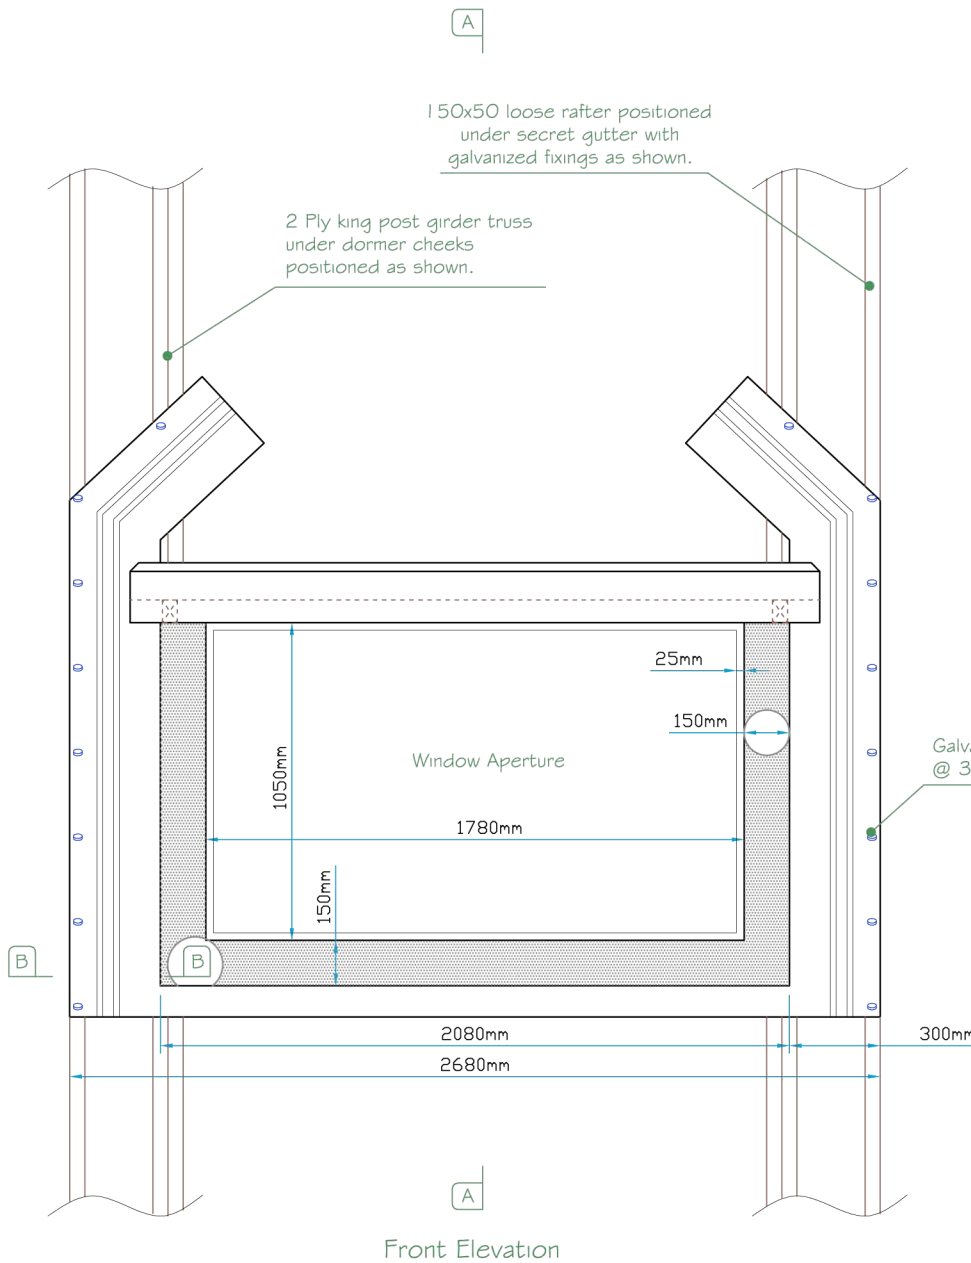 A
150x50 loose rafter positioned
under secret gutter with
galvanized fixings as shown.
2 Ply king post girder truss
under dormer cheeks
positioned as shown.
25mm
150mm
Window Aperture
1050mm
1780mm
150mm
@ 3
B
B
2080mm
300mm
2680mm
A
Front Elevation